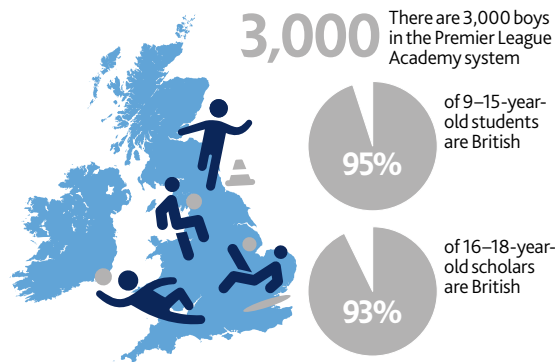 3,000
There are 3,000 boys
in the Premier League
Academy system
95%
of 9–15-year-
old students
are British
93%
of 16–18-year-
old scholars
are British